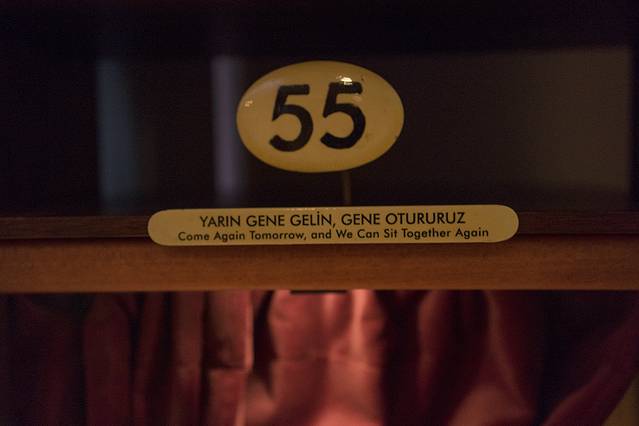 55
YARIN GENE GELİN, GENE OTURURUZ
Come Again Tomorrow, and We Can Sit Together Again